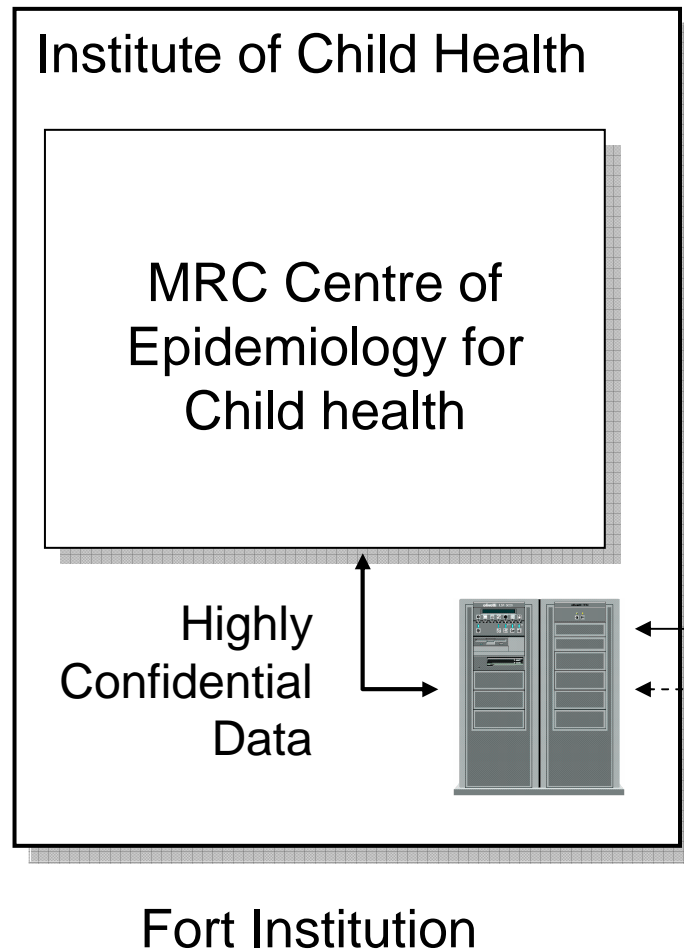 Institute of Child Health
MRC Centre of
Epidemiology for
Child health
Highly
Confidential
Data
Fort Institution